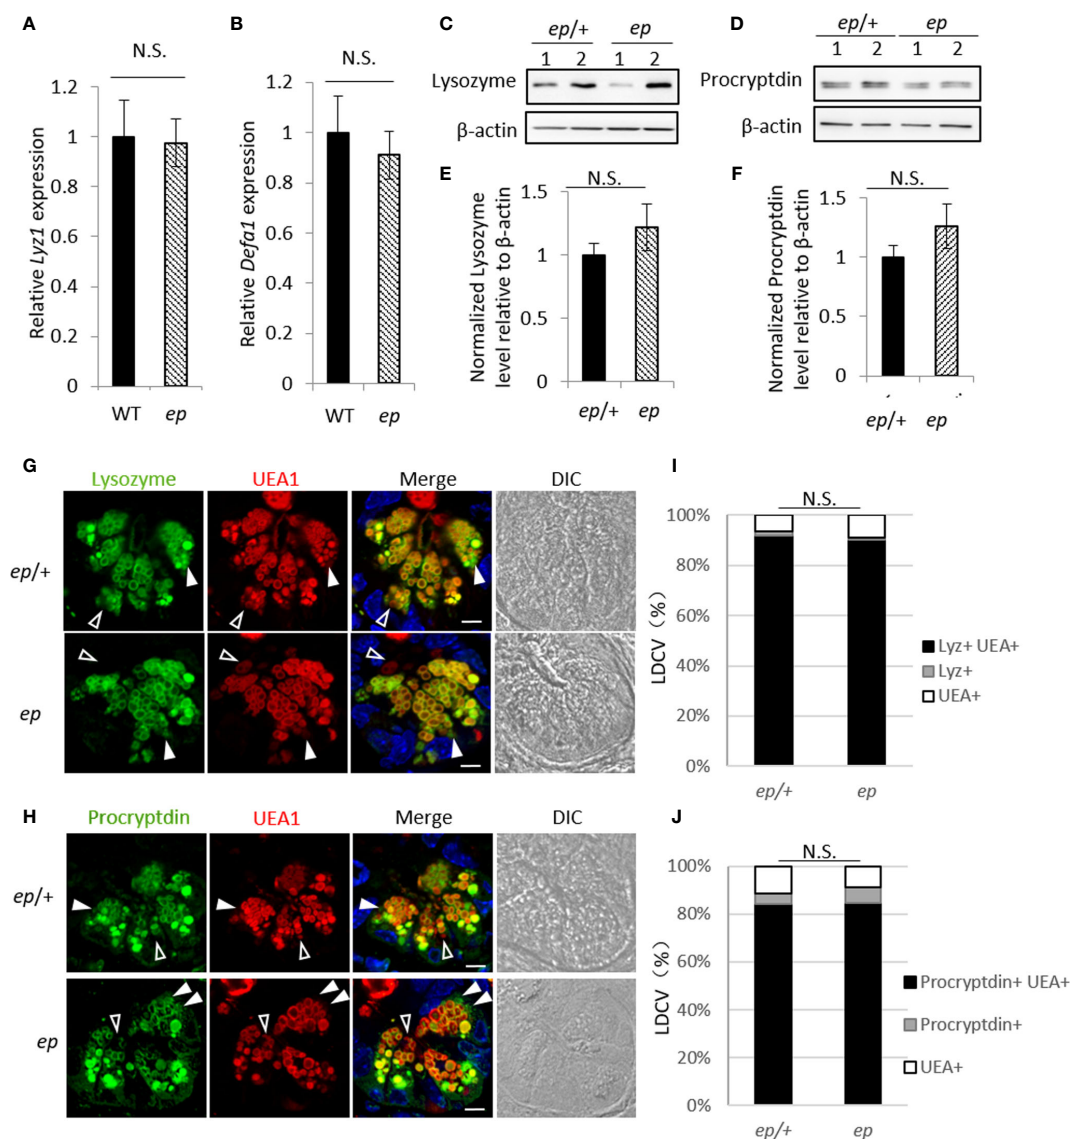 A
N.S.
Relative Lyz1 expression
1.2
1
0.8
0.6
0.4
0.2
0
WT ep
B
N.S.
Relative Defa1 expression
1.2
1
0.8
0.6
0.4
0.2
0
WT ep
C
ep/+ ep
1 2 1 2
Lysozyme
β-actin
D
ep/+ ep
1 2 1 2
Procryptdin
β-actin
E
N.S.
Normalized Lysozyme
level relative to β-actin
1.5
1
0.5
0
ep/+ ep
F
N.S.
Normalized Procryptdin
level relative to β-actin
1.5
1
0.5
0
ep/+ ep
G
Lysozyme UEA1 Merge DIC
ep/+
ep
H
Procryptdin UEA1 Merge DIC
ep/+
ep
I
N.S.
LDCV (%)
100%
80%
60%
40%
20%
0%
ep/+ ep
Lyz+ UEA+
Lyz+
UEA+
J
N.S.
LDCV (%)
100%
80%
60%
40%
20%
0%
ep/+ ep
Procryptdin+ UEA+
Procryptdin+
UEA+